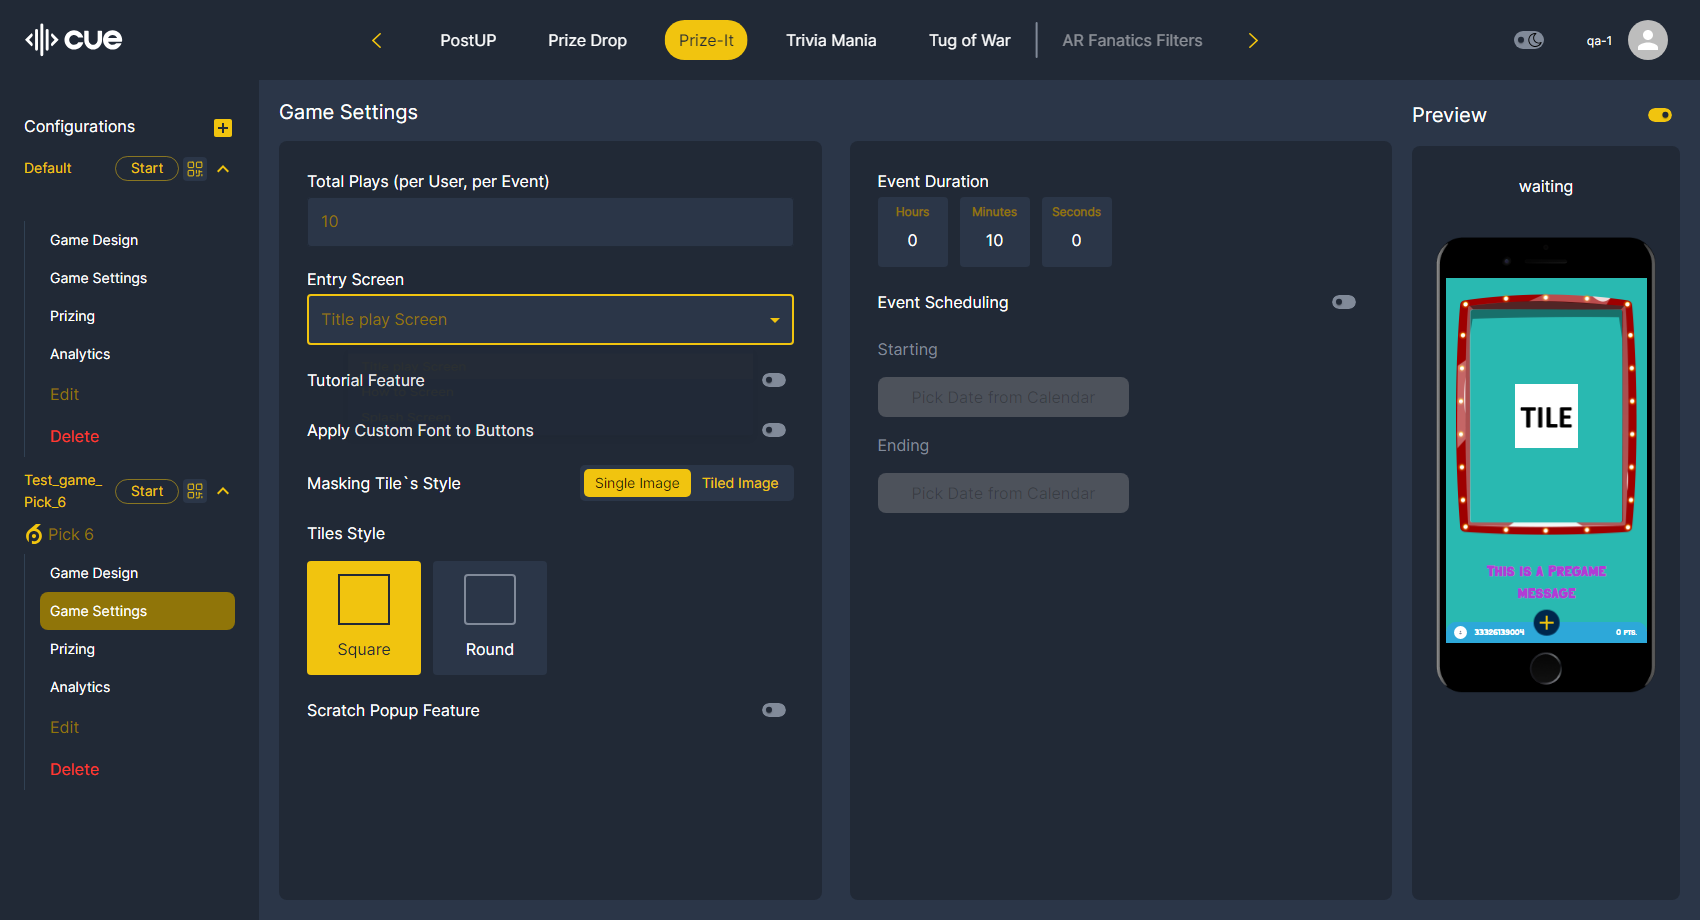 cue
PostUP
Prize Drop
Prize-It
Trivia Mania
Tug of War
AR Fanatics Filters
qa-1
Configurations
Default
Start
Game Design
Game Settings
Prizing
Analytics
Edit
Delete
Test_game_
Pick_6
Start
Pick 6
Game Design
Game Settings
Prizing
Analytics
Edit
Delete
Game Settings
Total Plays (per User, per Event)
10
Entry Screen
Title play Screen
Tutorial Feature
Apply Custom Font to Buttons
Masking Tile`s Style
Single Image
Tiled Image
Tiles Style
Square
Round
Scratch Popup Feature
Event Duration
Hours
Minutes
Seconds
0
10
0
Event Scheduling
Starting
Pick Date from Calendar
Ending
Pick Date from Calendar
Preview
waiting
TILE
THIS IS A PREGAME
MESSAGE
33326139004
0 PTS.